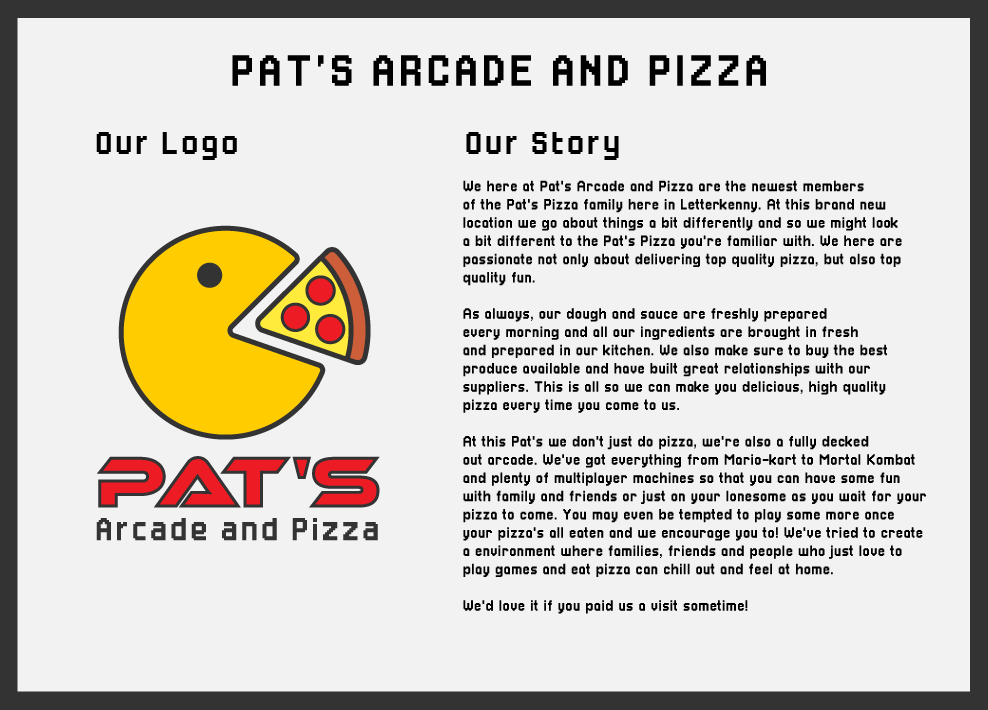 PAT'S ARCADE AND PIZZA
Our Logo
PAT'S
Arcade and Pizza
Our Story
We here at Pat's Arcade and Pizza are the newest members
of the Pat's Pizza family here in Letterkenny. At this brand new
location we go about things a bit differently and so we might look
a bit different to the Pat's Pizza you're familiar with. We here are
passionate not only about delivering top quality pizza, but also top
quality fun.
As always, our dough and sauce are freshly prepared
every morning and all our ingredients are brought in fresh
and prepared in our kitchen. We also make sure to buy the best
produce available and have built great relationships with our
suppliers. This is all so we can make you delicious, high quality
pizza every time you come to us.
At this Pat's we don't just do pizza, we're also a fully decked
out arcade. We've got everything from Mario-kart to Mortal Kombat
and plenty of multiplayer machines so that you can have some fun
with family and friends or just on your lonesome as you wait for your
pizza to come. You may even be tempted to play some more once
your pizza's all eaten and we encourage you to! We've tried to create
a environment where families, friends and people who just love to
play games and eat pizza can chill out and feel at home.
We'd love it if you paid us a visit sometime!